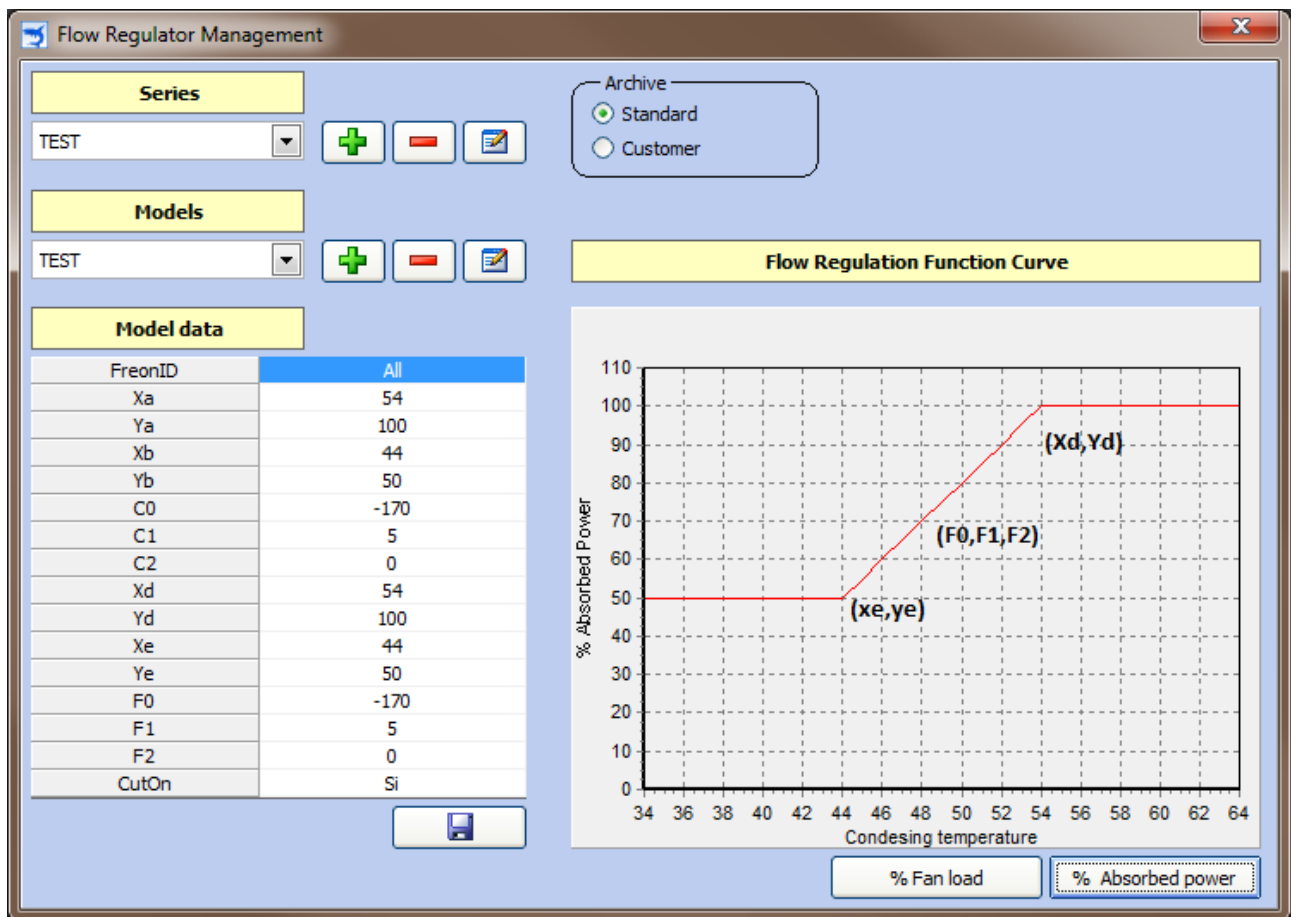 Flow Regulator Management
Series
TEST
Archive
Standard
Customer
Models
TEST
Flow Regulation Function Curve
Model data
FreonID All
Xa 54
Ya 100
Xb 44
Yb 50
C0 -170
C1 5
C2 0
Xd 54
Yd 100
Xe 44
Ye 50
F0 -170
F1 5
F2 0
CutOn Si
% Absorbed Power
110
100
90
80
70
60
50
40
30
20
10
0
(Xd,Yd)
(F0,F1,F2)
(xe,ye)
34 36 38 40 42 44 46 48 50 52 54 56 58 60 62 64
Condesing temperature
% Fan load
% Absorbed power